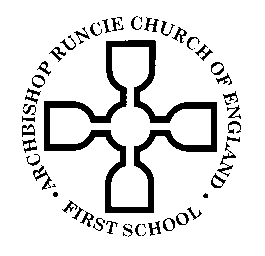 ARCHBISHOP RUNCIE CHURCH OF ENGLAND
• FIRST SCHOOL •